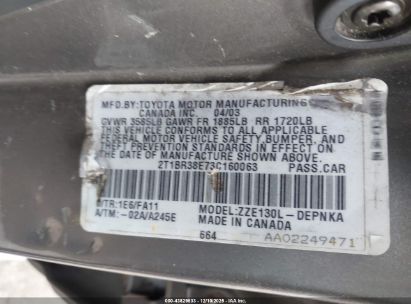 MFD.BY:TOYOTA MOTOR MANUFACTURING
CANADA INC. 04/03
GVWR 3585LB GAWR FR 1885LB RR 1720LB
THIS VEHICLE CONFORMS TO ALL APPLICABLE
FEDERAL MOTOR VEHICLE SAFETY, BUMPER, AND
THEFT PREVENTION STANDARDS IN EFFECT ON
THE DATE OF MANUFACTURE SHOWN ABOVE.
2T1BR38E73C160063 PASS.CAR
C/TR:1E6/FA11 MODEL:ZZE130L-DEPNKA
A/TM:-02A/A245E MADE IN CANADA
664 AA02249471